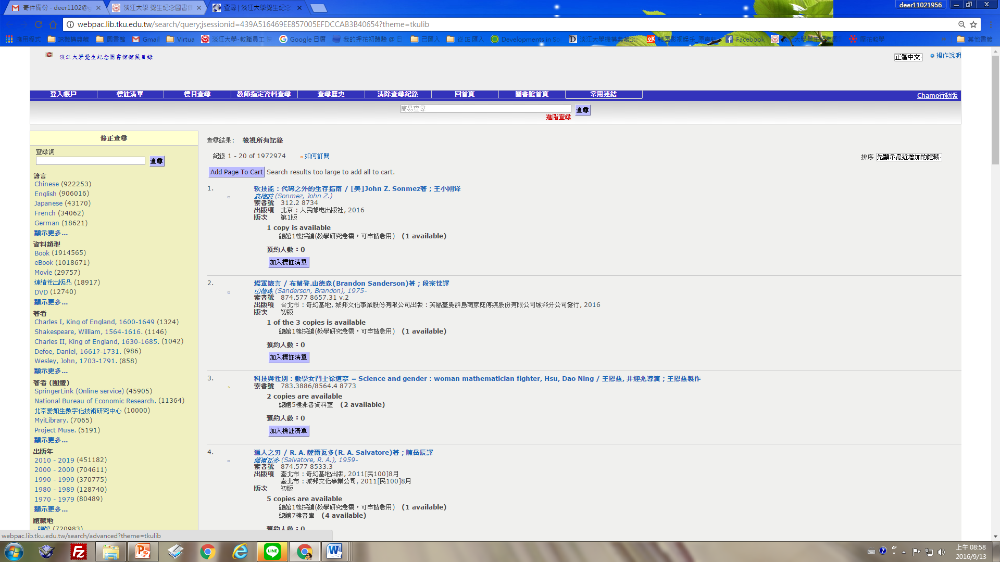 寄件備份 - deer1102@g
淡江大學 覺生紀念圖書館
查尋 | 淡江大學覺生紀念
deer11021956
webpac.lib.tku.edu.tw/search/query;jsessionid=439A516469EE857005EFDCCAB3B40654?theme=tkulib
應用程式 IR機構典藏 圖書館 Gmail Virtua 淡江大學-教職員工 Google 日曆 我的押花初體驗 @ 已匯入 從 IE 匯入 Developments in Sc Facebook 其他書籤
淡江大學覺生紀念圖書館館藏目錄
正體中文
操作說明
登入帳戶 標註清單 標目查尋 教師指定資料查尋 查尋歷史 清除查尋紀錄 回首頁 圖書館首頁 常用連結
Chamo行動版
簡易查尋 查尋
進階查尋
修正查尋
查尋詞
查尋
語言
Chinese (922253)
English (906016)
Japanese (43170)
French (34062)
German (18621)
顯示更多...
資料類型
Book (1914565)
eBook (1018671)
Movie (29757)
連續性出版品 (18917)
DVD (12740)
顯示更多...
著者
Charles I, King of England, 1600-1649 (1324)
Shakespeare, William, 1564-1616. (1146)
Charles II, King of England, 1630-1685. (1042)
Defoe, Daniel, 1661?-1731. (986)
Wesley, John, 1703-1791. (858)
顯示更多...
著者 (團體)
SpringerLink (Online service) (45905)
National Bureau of Economic Research. (11364)
北京愛如生數字化技術研究中心 (10000)
MyiLibrary. (7065)
Project Muse. (5191)
顯示更多...
出版年
2010 - 2019 (451182)
2000 - 2009 (704611)
1990 - 1999 (370775)
1980 - 1989 (128740)
1970 - 1979 (80489)
顯示更多...
館藏地
總館 (720983)
查尋結果: 檢視所有記錄
紀錄 1 - 20 of 1972974 如何訂閱
排序 先顯示最近增加的館藏
Add Page To Cart Search results too large to add all to cart.
1. 软技能：代码之外的生存指南 / [美]John Z. Sonmez著；王小刚译
森梅茲 (Sonmez, John Z.)
索書號 312.2 8734
出版項 北京：人民邮电出版社, 2016
版次 第1版
1 copy is available
總館1樓採編(教學研究急需，可申請急用) (1 available)
預約人數：0
加入標註清單
2. 燦軍箴言 / 布蘭登.山德森(Brandon Sanderson)著；段宗忱譯
山德森 (Sanderson, Brandon), 1975-
索書號 874.577 8657.31 v.2
出版項 台北市：奇幻基地, 城邦文化事業股份有限公司出版：英屬蓋曼群島商家庭傳媒股份有限公司城邦分公司發行, 2016
版次 初版
1 of the 3 copies is available
總館1樓採編(教學研究急需，可申請急用) (1 available)
預約人數：0
加入標註清單
3. 科技與性別：數學女鬥士徐道寧 = Science and gender : woman mathematician fighter, Hsu, Dao Ning / 王慰慈, 井迎兆導演；王慰慈製作
索書號 783.3886/8564.4 8773
2 copies are available
總館5樓非書資料室 (2 available)
預約人數：0
加入標註清單
4. 獵人之刃 / R. A. 薩爾瓦多(R. A. Salvatore)著；陳岳辰譯
薩爾瓦多 (Salvatore, R. A.), 1959-
索書號 874.577 8533.3
出版項 臺北市：奇幻基地出版, 2011[民100]8月
臺北市：城邦文化事業公司, 2011[民100]8月
版次 初版
5 copies are available
總館1樓採編(教學研究急需，可申請急用) (1 available)
總館7樓書庫 (4 available)
預約人數：0
webpac.lib.tku.edu.tw/search/advanced?theme=tkulib
LINE
上午 08:58
2016/9/13